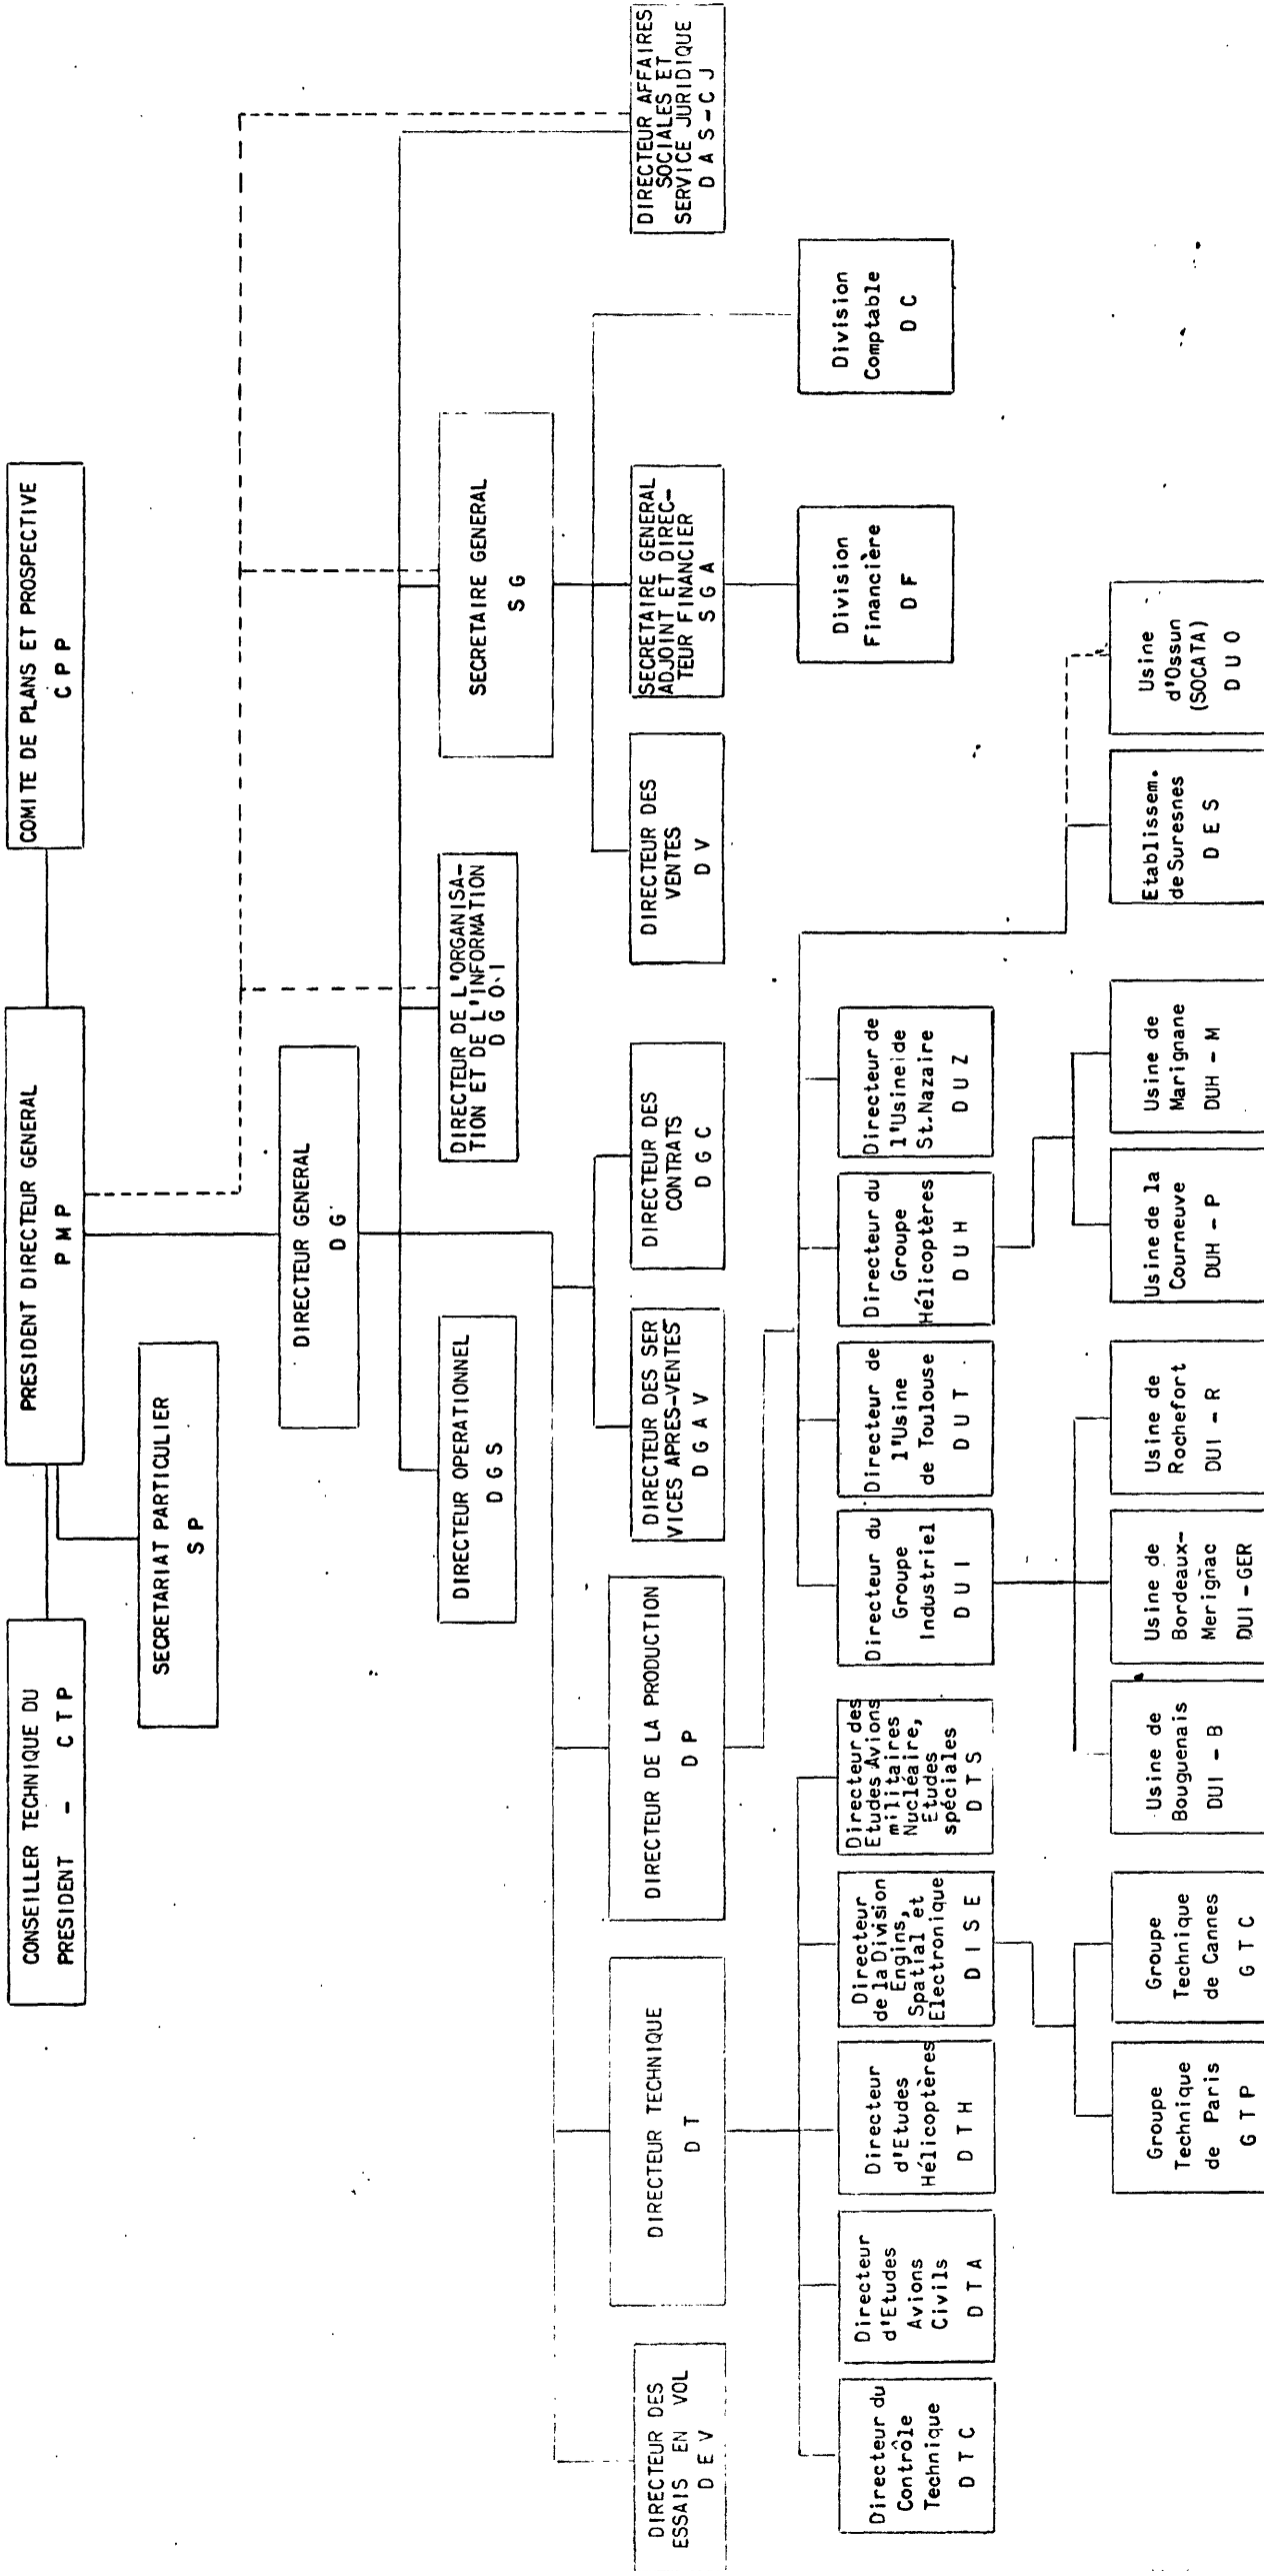 CONSEILLER TECHNIQUE DU
PRESIDENT - C T P
PRESIDENT DIRECTEUR GENERAL
P M P
COMITE DE PLANS ET PROSPECTIVE
C P P
SECRETARIAT PARTICULIER
S P
DIRECTEUR GENERAL
D G
DIRECTEUR OPERATIONNEL
D G S
DIRECTEUR DE L'ORGANISA-
TION ET DE L'INFORMATION
D G O I
SECRETAIRE GENERAL
S G
DIRECTEUR DES
ESSAIS EN VOL
D E V
DIRECTEUR TECHNIQUE
D T
DIRECTEUR DE LA PRODUCTION
D P
DIRECTEUR DES SER
VICES APRES-VENTES
D G A V
DIRECTEUR DES
CONTRATS
D G C
DIRECTEUR DES
VENTES
D V
SECRETAIRE GENERAL
ADJOINT ET DIREC-
TEUR FINANCIER
S G A
DIRECTEUR AFFAIRES
SOCIALES ET
SERVICE JURIDIQUE
D A S - C J
Division
Financière
D F
Division
Comptable
D C
Directeur du
Contrôle
Technique
D T C
Directeur
d'Etudes
Avions
Civils
D T A
Directeur
d'Etudes
Hélicoptères
D T H
Directeur
de la Division
Engins,
Spatial et
Electronique
D I S E
Directeur des
Etudes Avions
militaires
Nucléaire,
Etudes
spéciales
D T S
Directeur du
Groupe
Industriel
D U I
Directeur de
l'Usine
de Toulouse
D U T
Directeur du
Groupe
Hélicoptères
D U H
Directeur de
l'Usine de
St.Nazaire
D U Z
Groupe
Technique
de Paris
G T P
Groupe
Technique
de Cannes
G T C
Usine de
Bouguenais
DUI - B
Usine de
Bordeaux-
Merignac
DUI - GER
Usine de
Rochefort
DUI - R
Usine de la
Courneuve
DUH - P
Usine de
Marignane
DUH - M
Etablissem.
de Suresnes
D E S
Usine
d'Ossun
(SOCATA)
D U O